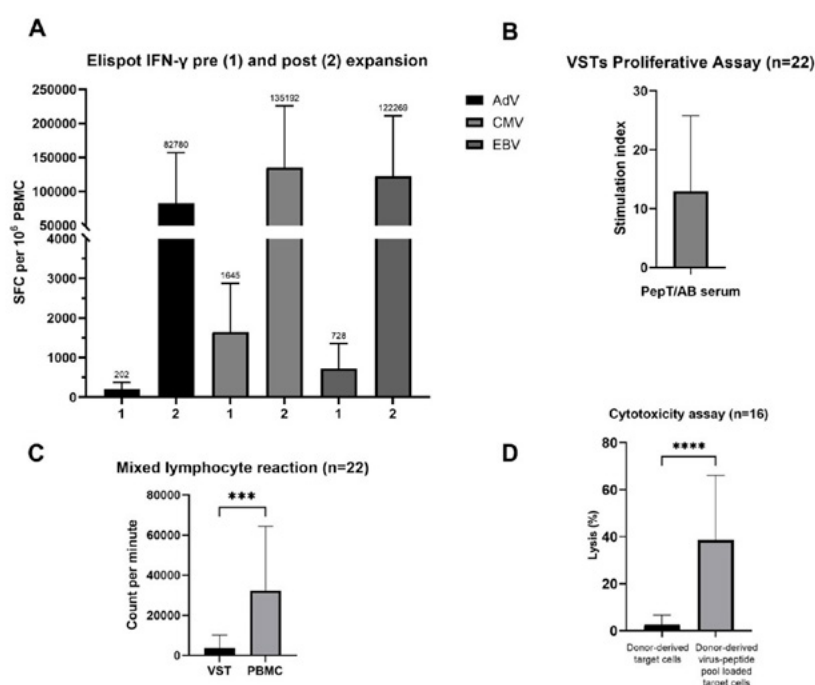 A
Elispot IFN-γ pre (1) and post (2) expansion
SFC per 10⁶ PBMC
250000
200000
150000
100000
50000
4000
3000
2000
1000
0
202
82780
1645
135192
728
122269
1
2
1
2
1
2
AdV
CMV
EBV
B
VSTs Proliferative Assay (n=22)
Stimulation index
30
20
10
0
PepT/AB serum
C
Mixed lymphocyte reaction (n=22)
Count per minute
80000
60000
40000
20000
0
***
VST
PBMC
D
Cytotoxicity assay (n=16)
Lysis (%)
80
60
40
20
0
****
Donor-derived
target cells
Donor-derived
virus-peptide
pool loaded
target cells